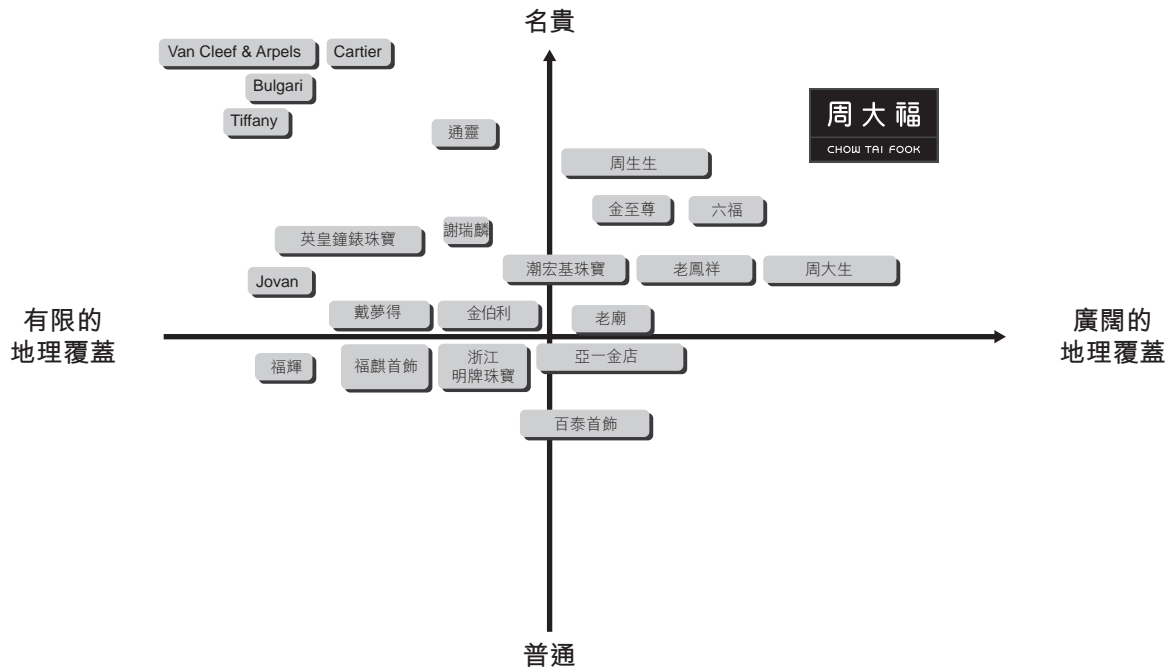 名貴
Van Cleef & Arpels
Cartier
Bulgari
Tiffany
通靈
周大福
CHOW TAI FOOK
周生生
金至尊
六福
謝瑞麟
英皇鐘錶珠寶
潮宏基珠寶
老鳳祥
周大生
Jovan
戴夢得
金伯利
老廟
有限的
地理覆蓋
廣闊的
地理覆蓋
福輝
福麒首飾
浙江
明牌珠寶
亞一金店
百泰首飾
普通